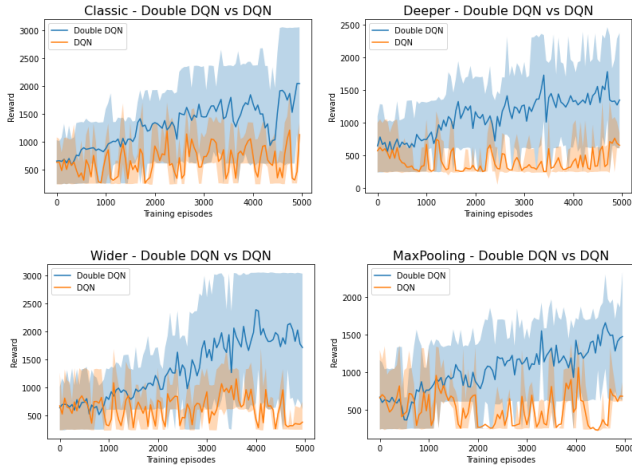 Classic - Double DQN vs DQN
Double DQN
DQN
3000
2500
2000
1500
1000
500
Reward
0 1000 2000 3000 4000 5000
Training episodes
Deeper - Double DQN vs DQN
Double DQN
DQN
2500
2000
1500
1000
500
0
Reward
0 1000 2000 3000 4000 5000
Training episodes
Wider - Double DQN vs DQN
Double DQN
DQN
3000
2500
2000
1500
1000
500
Reward
0 1000 2000 3000 4000 5000
Training episodes
MaxPooling - Double DQN vs DQN
Double DQN
DQN
2000
1500
1000
500
Reward
0 1000 2000 3000 4000 5000
Training episodes